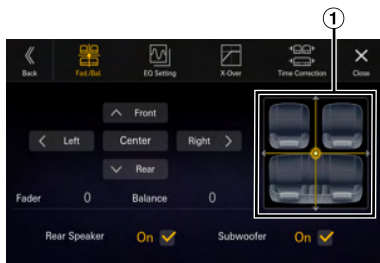 1
Back Fad./Bal. EQ Setting X-Over Time Correction Close
Front
Left Center Right
Rear
Fader 0 Balance 0
Rear Speaker On Subwoofer On